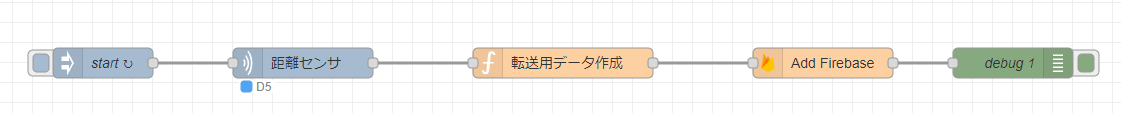 start ↻
距離センサ
転送用データ作成
Add Firebase
debug 1
D5